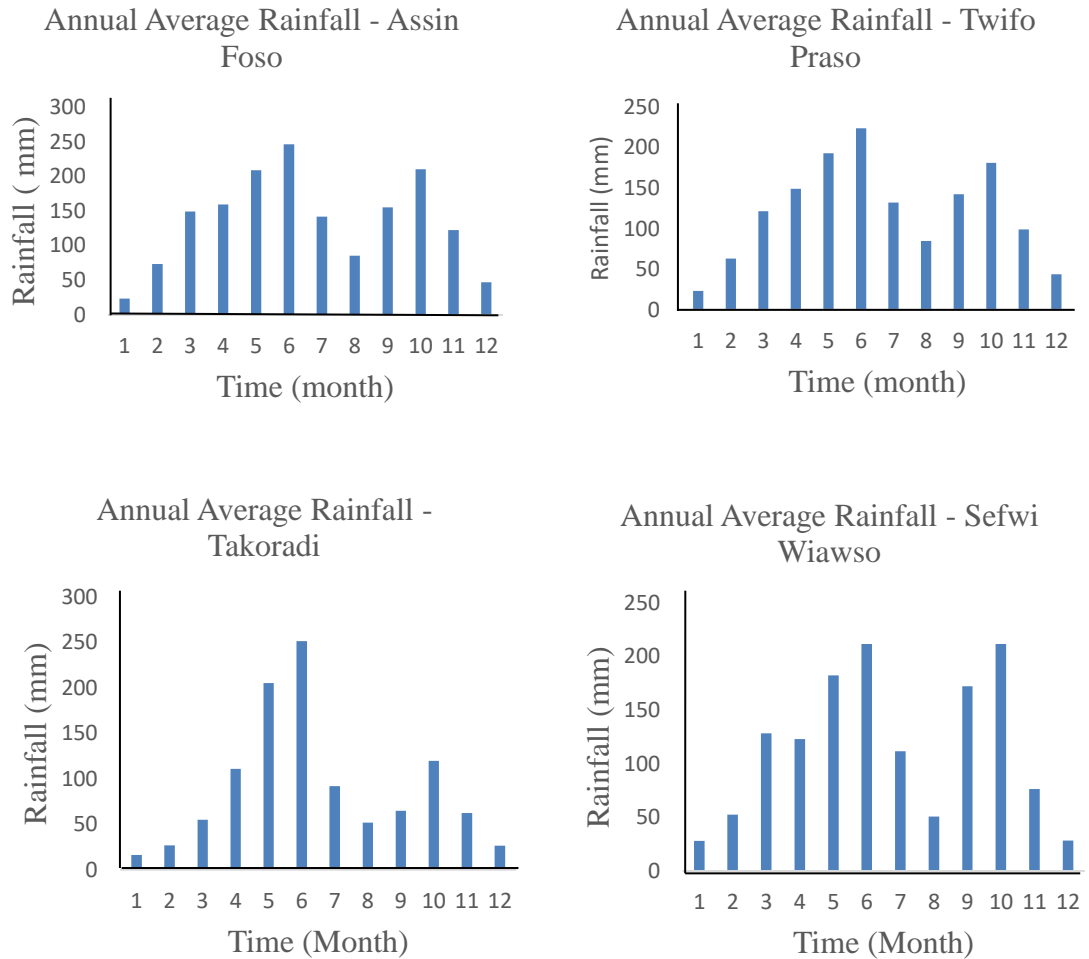 Annual Average Rainfall - Assin
Foso
300
250
200
150
100
50
0
Rainfall ( mm)
1 2 3 4 5 6 7 8 9 10 11 12
Time (month)
Annual Average Rainfall - Twifo
Praso
250
200
150
100
50
0
Rainfall (mm)
1 2 3 4 5 6 7 8 9 10 11 12
Time (month)
Annual Average Rainfall -
Takoradi
300
250
200
150
100
50
0
Rainfall (mm)
1 2 3 4 5 6 7 8 9 10 11 12
Time (Month)
Annual Average Rainfall - Sefwi
Wiawso
250
200
150
100
50
0
Rainfall (mm)
1 2 3 4 5 6 7 8 9 10 11 12
Time (Month)